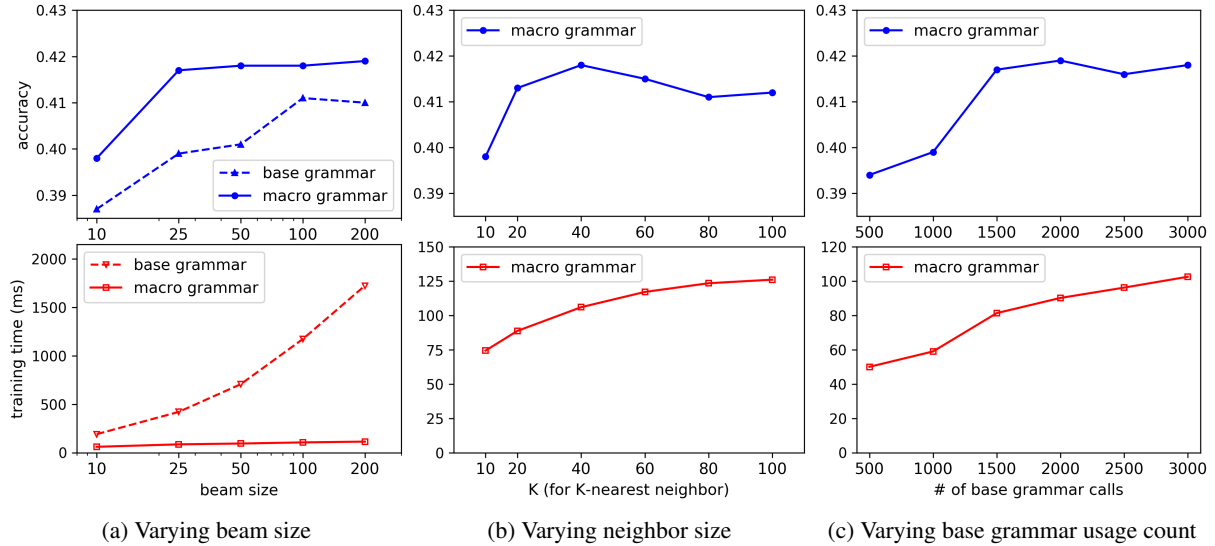 0.43
0.42
0.41
0.40
0.39
accuracy
base grammar
macro grammar
10 25 50 100 200
2000
1500
1000
500
0
training time (ms)
base grammar
macro grammar
10 25 50 100 200
beam size
(a) Varying beam size
0.43
0.42
0.41
0.40
0.39
macro grammar
10 20 40 60 80 100
150
125
100
75
50
25
0
macro grammar
10 20 40 60 80 100
K (for K-nearest neighbor)
(b) Varying neighbor size
0.43
0.42
0.41
0.40
0.39
macro grammar
500 1000 1500 2000 2500 3000
120
100
80
60
40
20
0
macro grammar
500 1000 1500 2000 2500 3000
# of base grammar calls
(c) Varying base grammar usage count